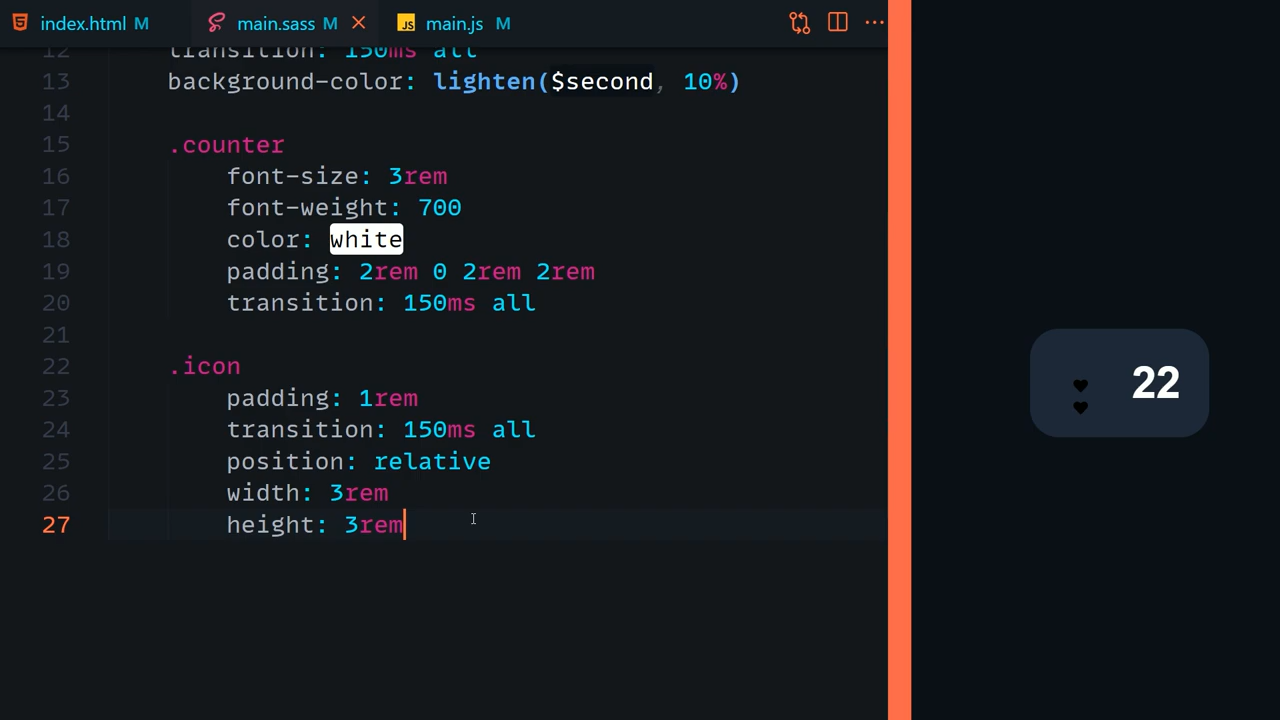 index.html M main.sass M JS main.js M
12 transition: 150ms all
13 background-color: lighten($second, 10%)
14
15 .counter
16 font-size: 3rem
17 font-weight: 700
18 color: white
19 padding: 2rem 0 2rem 2rem
20 transition: 150ms all
21
22 .icon
23 padding: 1rem
24 transition: 150ms all
25 position: relative
26 width: 3rem
27 height: 3rem
22